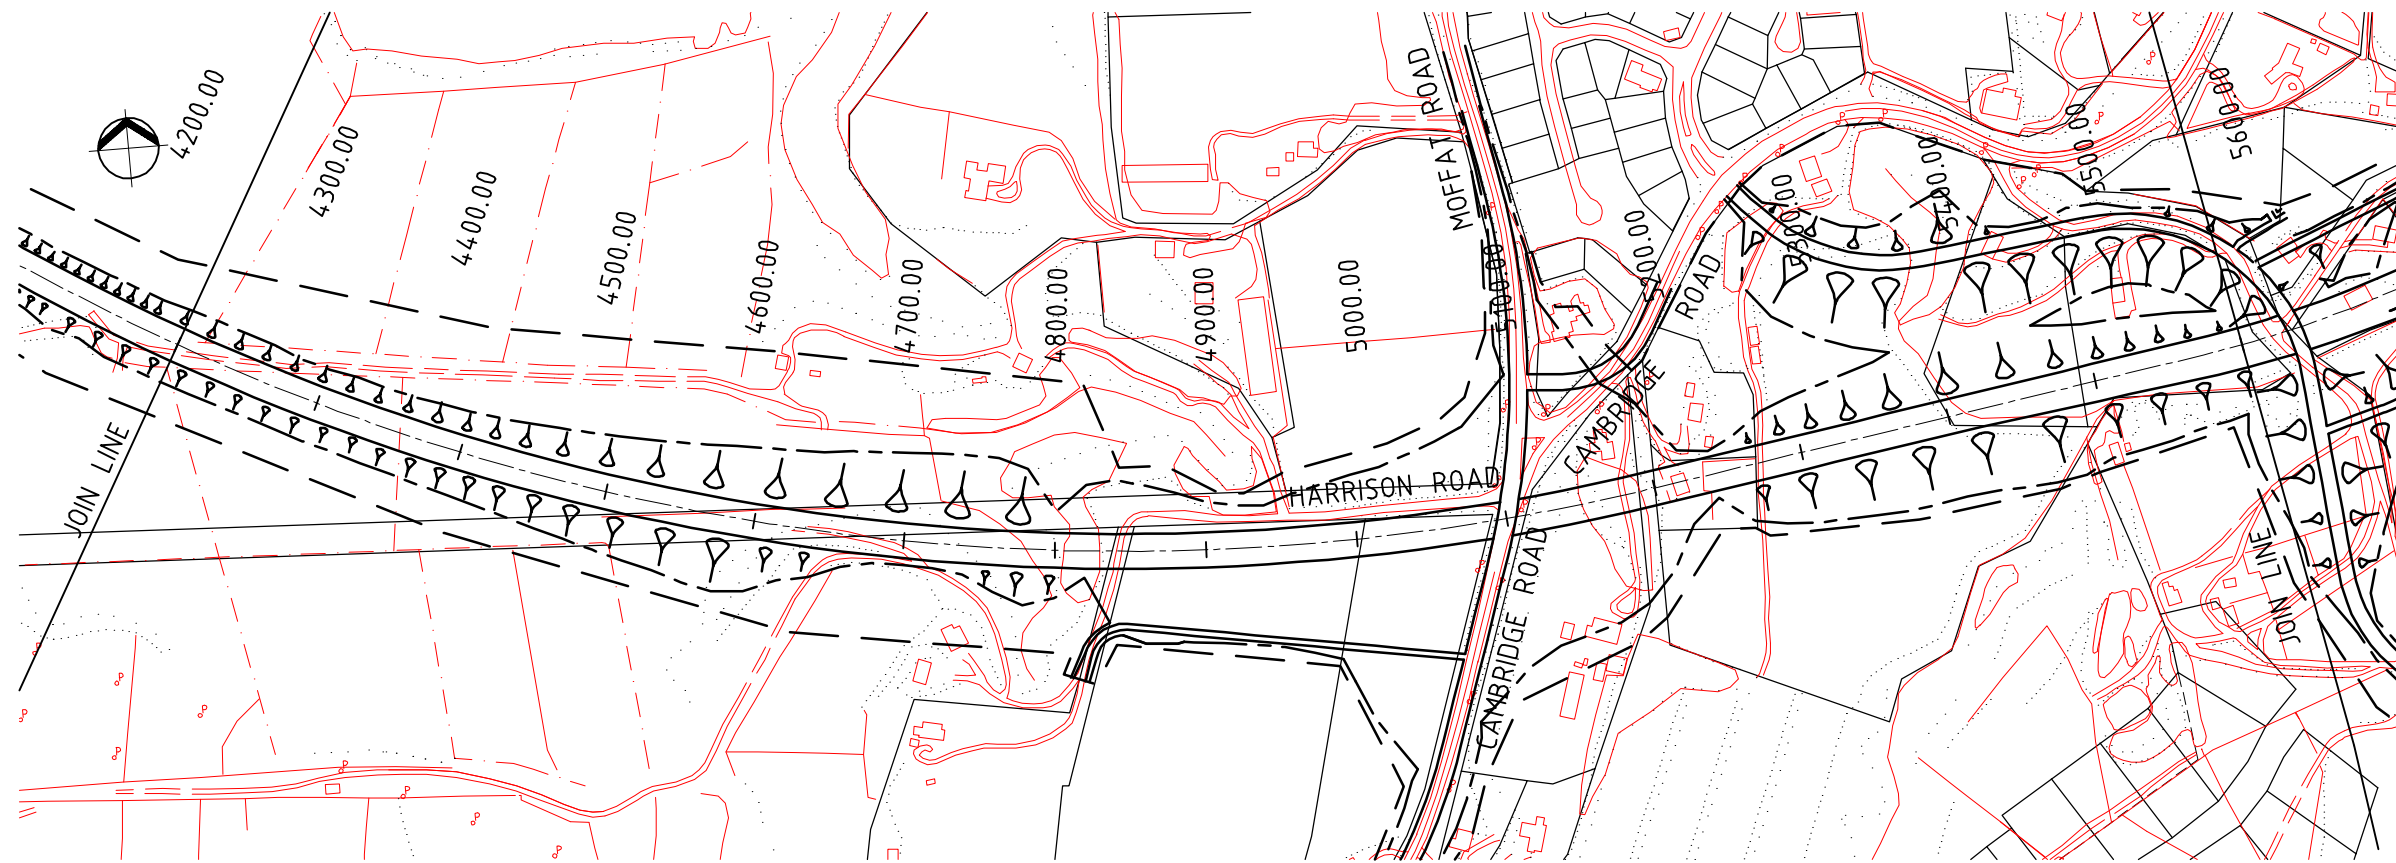 4200.00
4300.00
4400.00
4500.00
4600.00
4700.00
4800.00
4900.00
5000.00
5100.00
5200.00
5300.00
5400.00
5500.00
5600.00
MOFFAT ROAD
ROAD
CAMBRIDGE
HARRISON ROAD
CAMBRIDGE ROAD
JOIN LINE
JOIN LINE